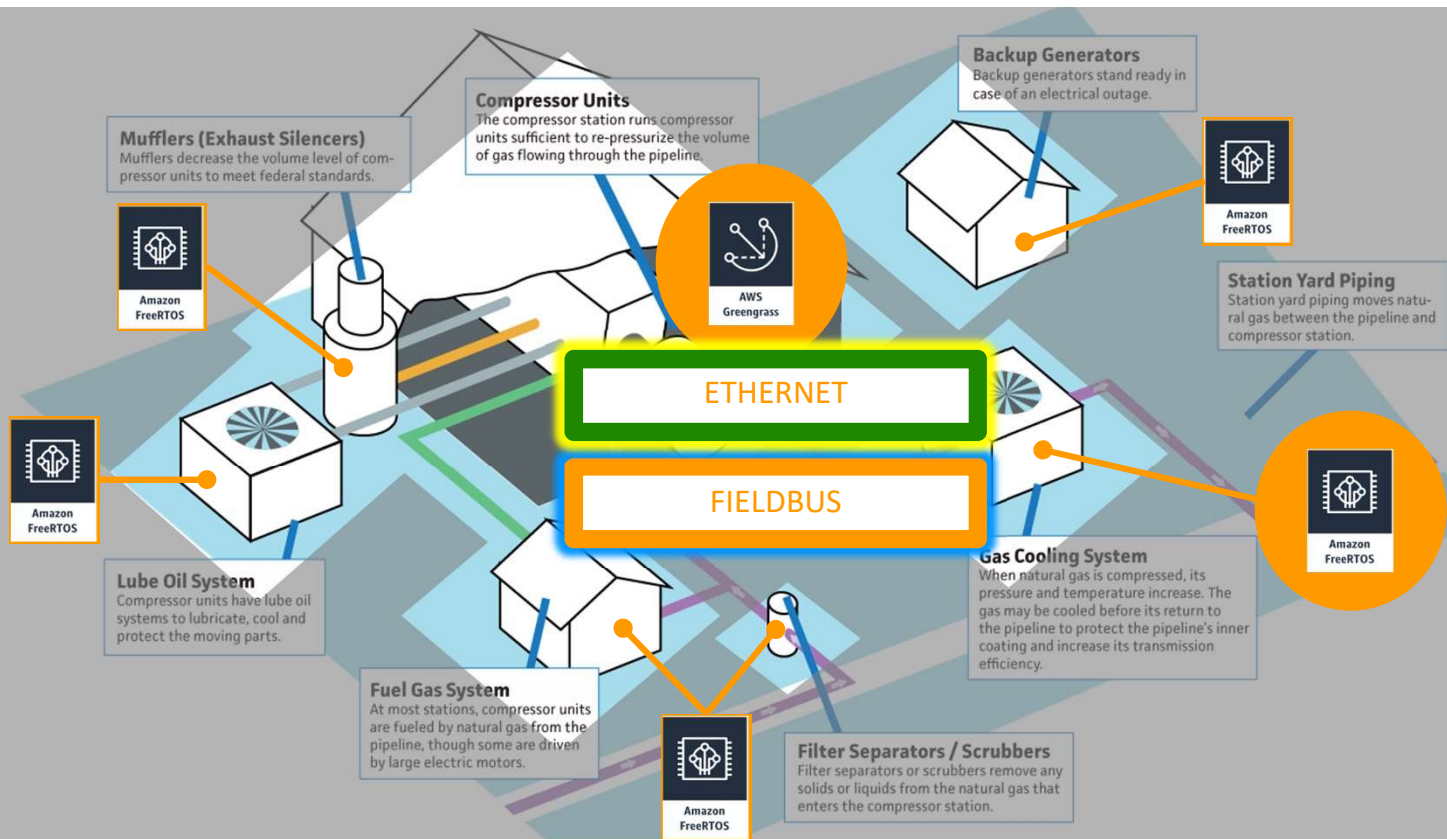 Backup Generators
Backup generators stand ready in
case of an electrical outage.
Compressor Units
The compressor station runs compressor
units sufficient to re-pressurize the volume
of gas flowing through the pipeline.
Mufflers (Exhaust Silencers)
Mufflers decrease the volume level of com-
pressor units to meet federal standards.
Amazon
FreeRTOS
Amazon
FreeRTOS
AWS
Greengrass
Station Yard Piping
Station yard piping moves natu-
ral gas between the pipeline and
compressor station.
ETHERNET
FIELDBUS
Amazon
FreeRTOS
Amazon
FreeRTOS
Lube Oil System
Compressor units have lube oil
systems to lubricate, cool and
protect the moving parts.
Gas Cooling System
When natural gas is compressed, its
pressure and temperature increase. The
gas may be cooled before its return to
the pipeline to protect the pipeline's inner
coating and increase its transmission
efficiency.
Fuel Gas System
At most stations, compressor units
are fueled by natural gas from the
pipeline, though some are driven
by large electric motors.
Amazon
FreeRTOS
Filter Separators / Scrubbers
Filter separators or scrubbers remove any
solids or liquids from the natural gas that
enters the compressor station.